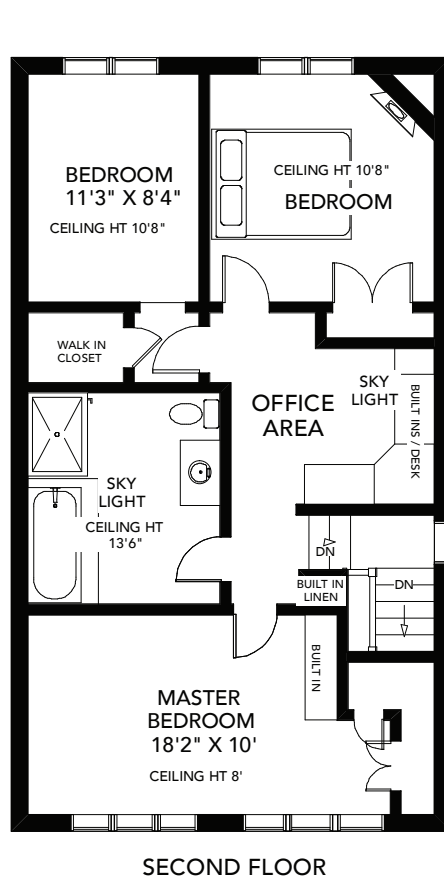 BEDROOM
11'3" X 8'4"
CEILING HT 10'8"
CEILING HT 10'8"
BEDROOM
WALK IN
CLOSET
OFFICE
AREA
SKY
LIGHT
BUILT INS / DESK
SKY
LIGHT
CEILING HT
13'6"
DN
BUILT IN
LINEN
DN
BUILT IN
MASTER
BEDROOM
18'2" X 10'
CEILING HT 8'
SECOND FLOOR